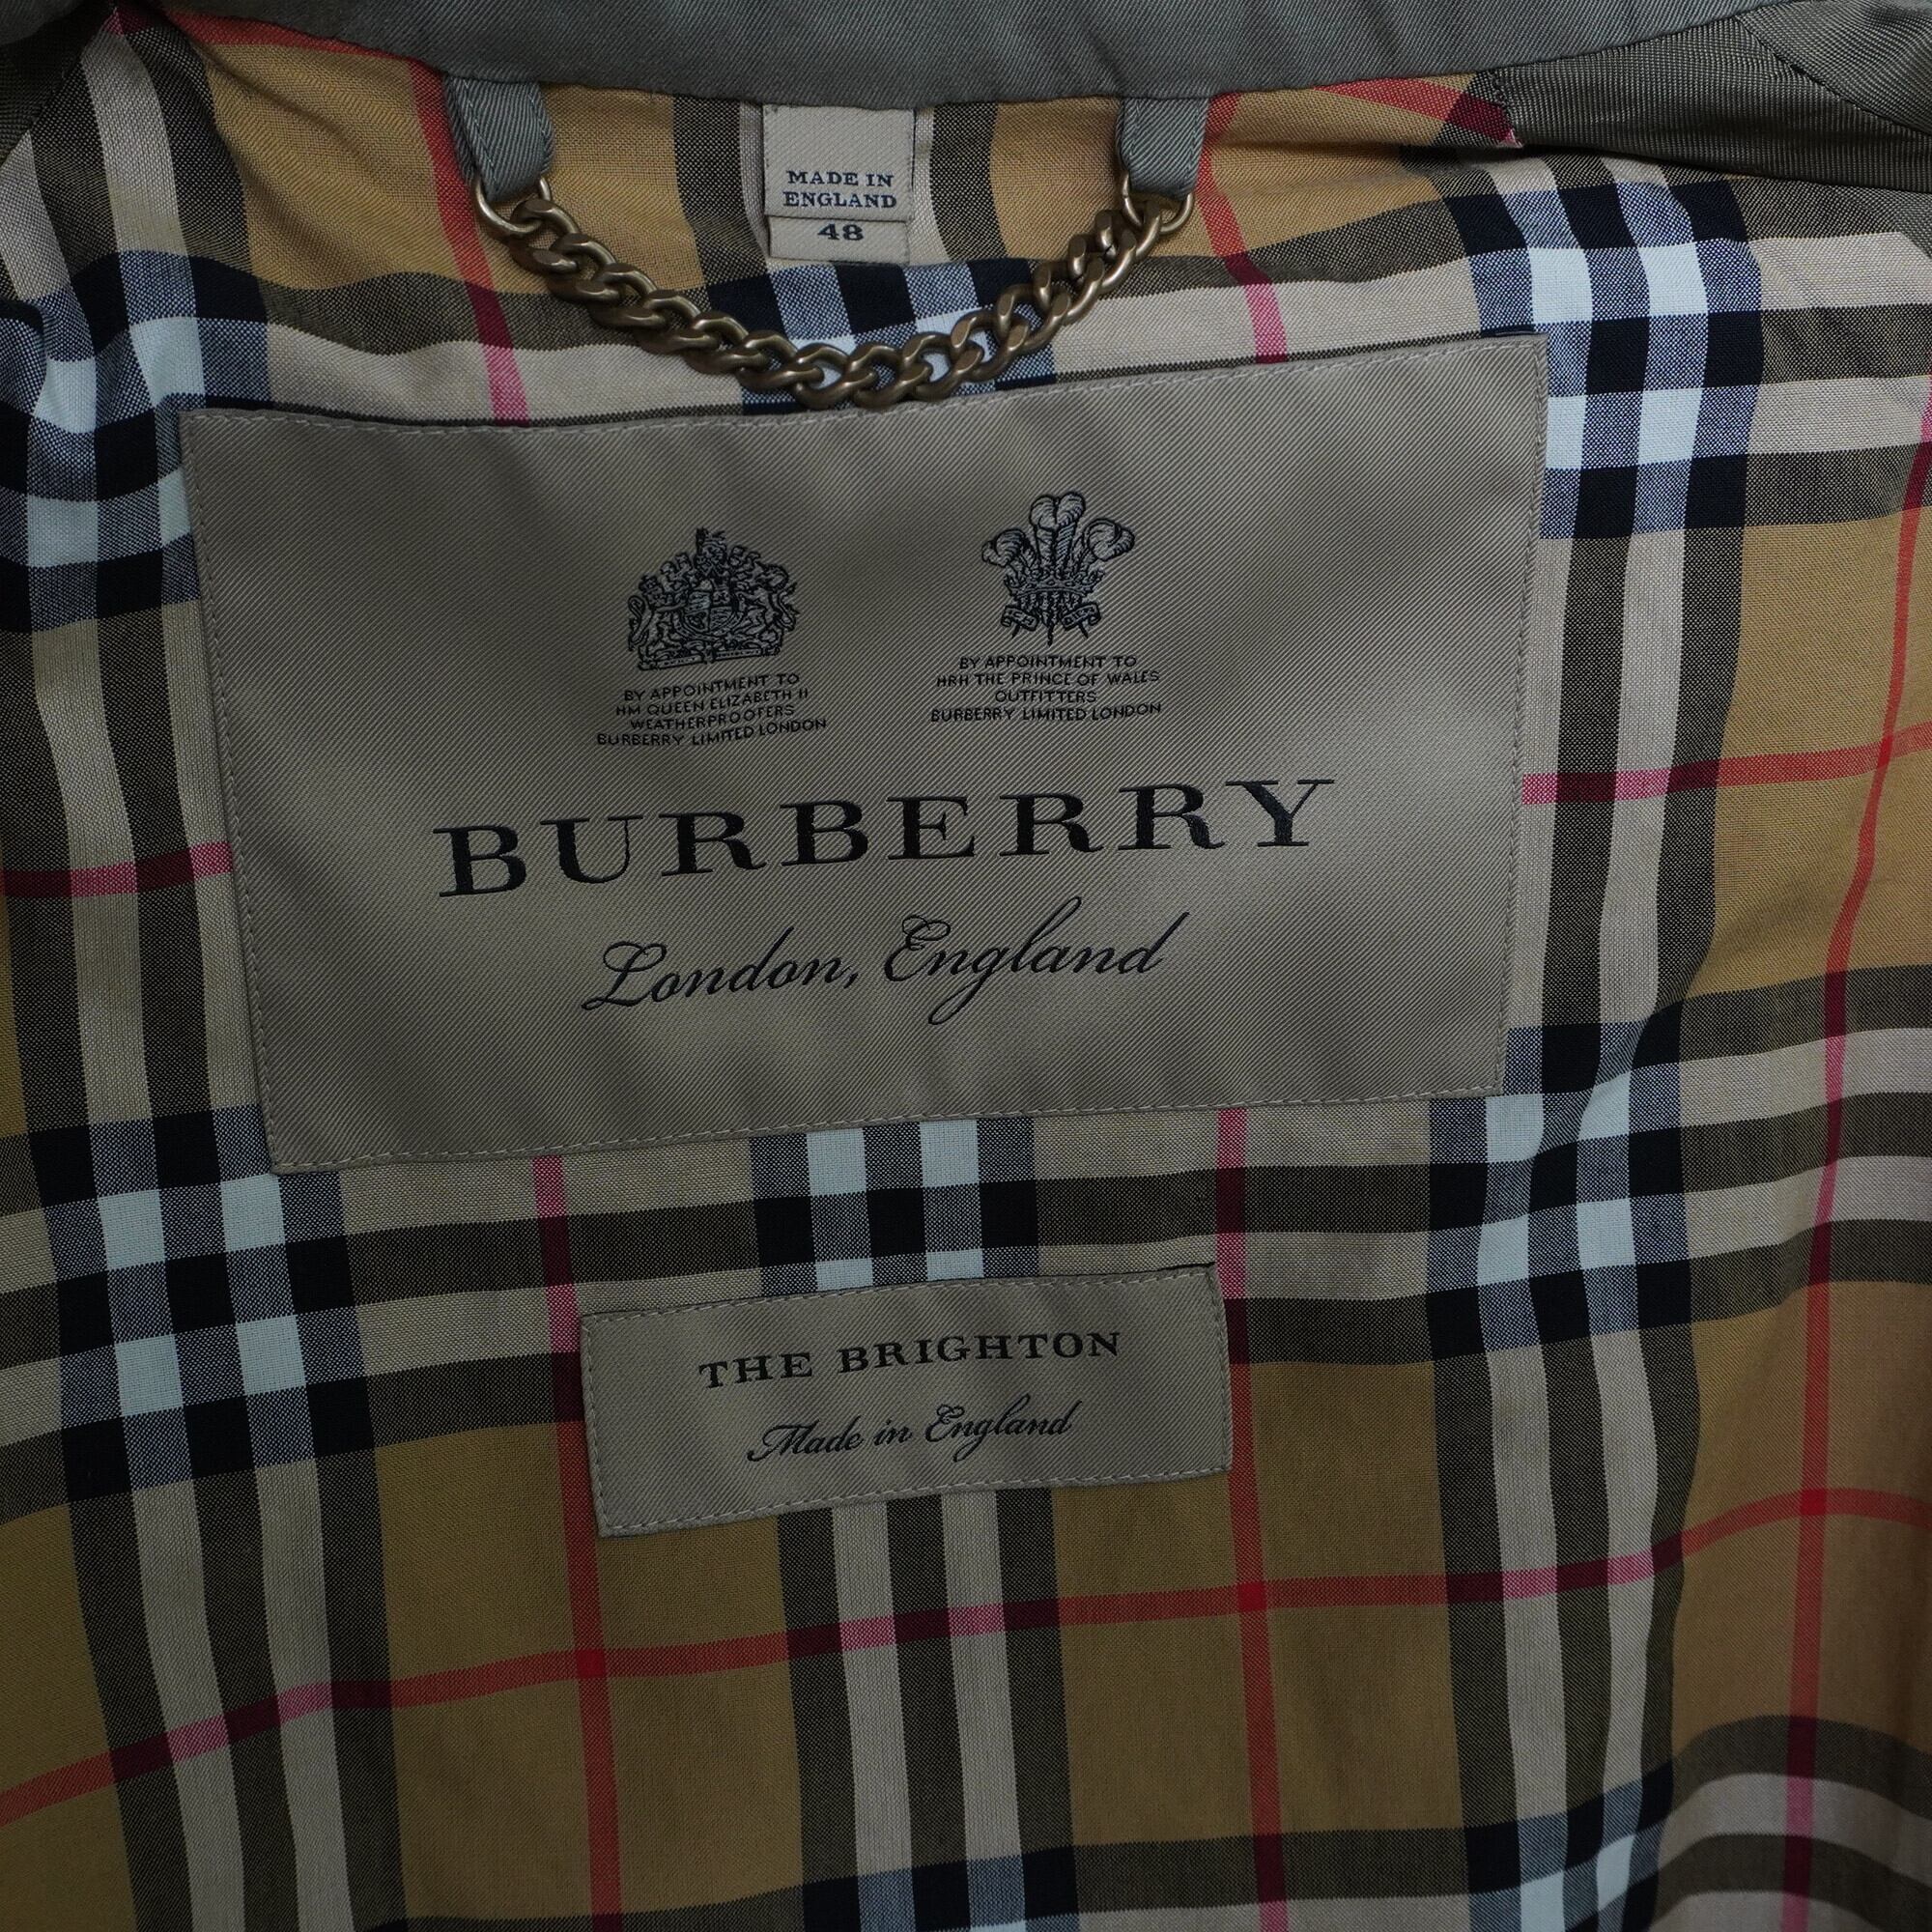 MADE IN
ENGLAND
48
BY APPOINTMENT TO
HM QUEEN ELIZABETH II
WEATHERPROOFERS
BURBERRY LIMITED LONDON
BY APPOINTMENT TO
HRH THE PRINCE OF WALES
OUTFITTERS
BURBERRY LIMITED LONDON
BURBERRY
London, England
THE BRIGHTON
Made in England